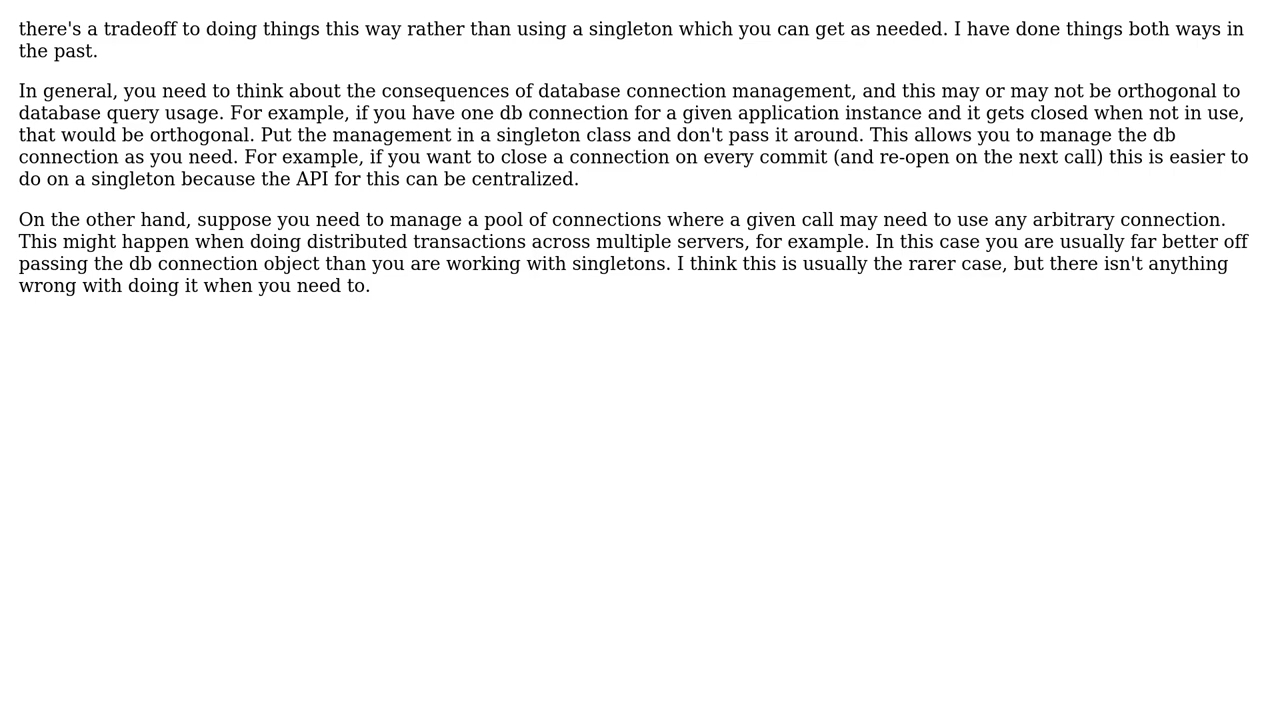 there's a tradeoff to doing things this way rather than using a singleton which you can get as needed. I have done things both ways in
the past.
In general, you need to think about the consequences of database connection management, and this may or may not be orthogonal to
database query usage. For example, if you have one db connection for a given application instance and it gets closed when not in use,
that would be orthogonal. Put the management in a singleton class and don't pass it around. This allows you to manage the db
connection as you need. For example, if you want to close a connection on every commit (and re-open on the next call) this is easier to
do on a singleton because the API for this can be centralized.
On the other hand, suppose you need to manage a pool of connections where a given call may need to use any arbitrary connection.
This might happen when doing distributed transactions across multiple servers, for example. In this case you are usually far better off
passing the db connection object than you are working with singletons. I think this is usually the rarer case, but there isn't anything
wrong with doing it when you need to.